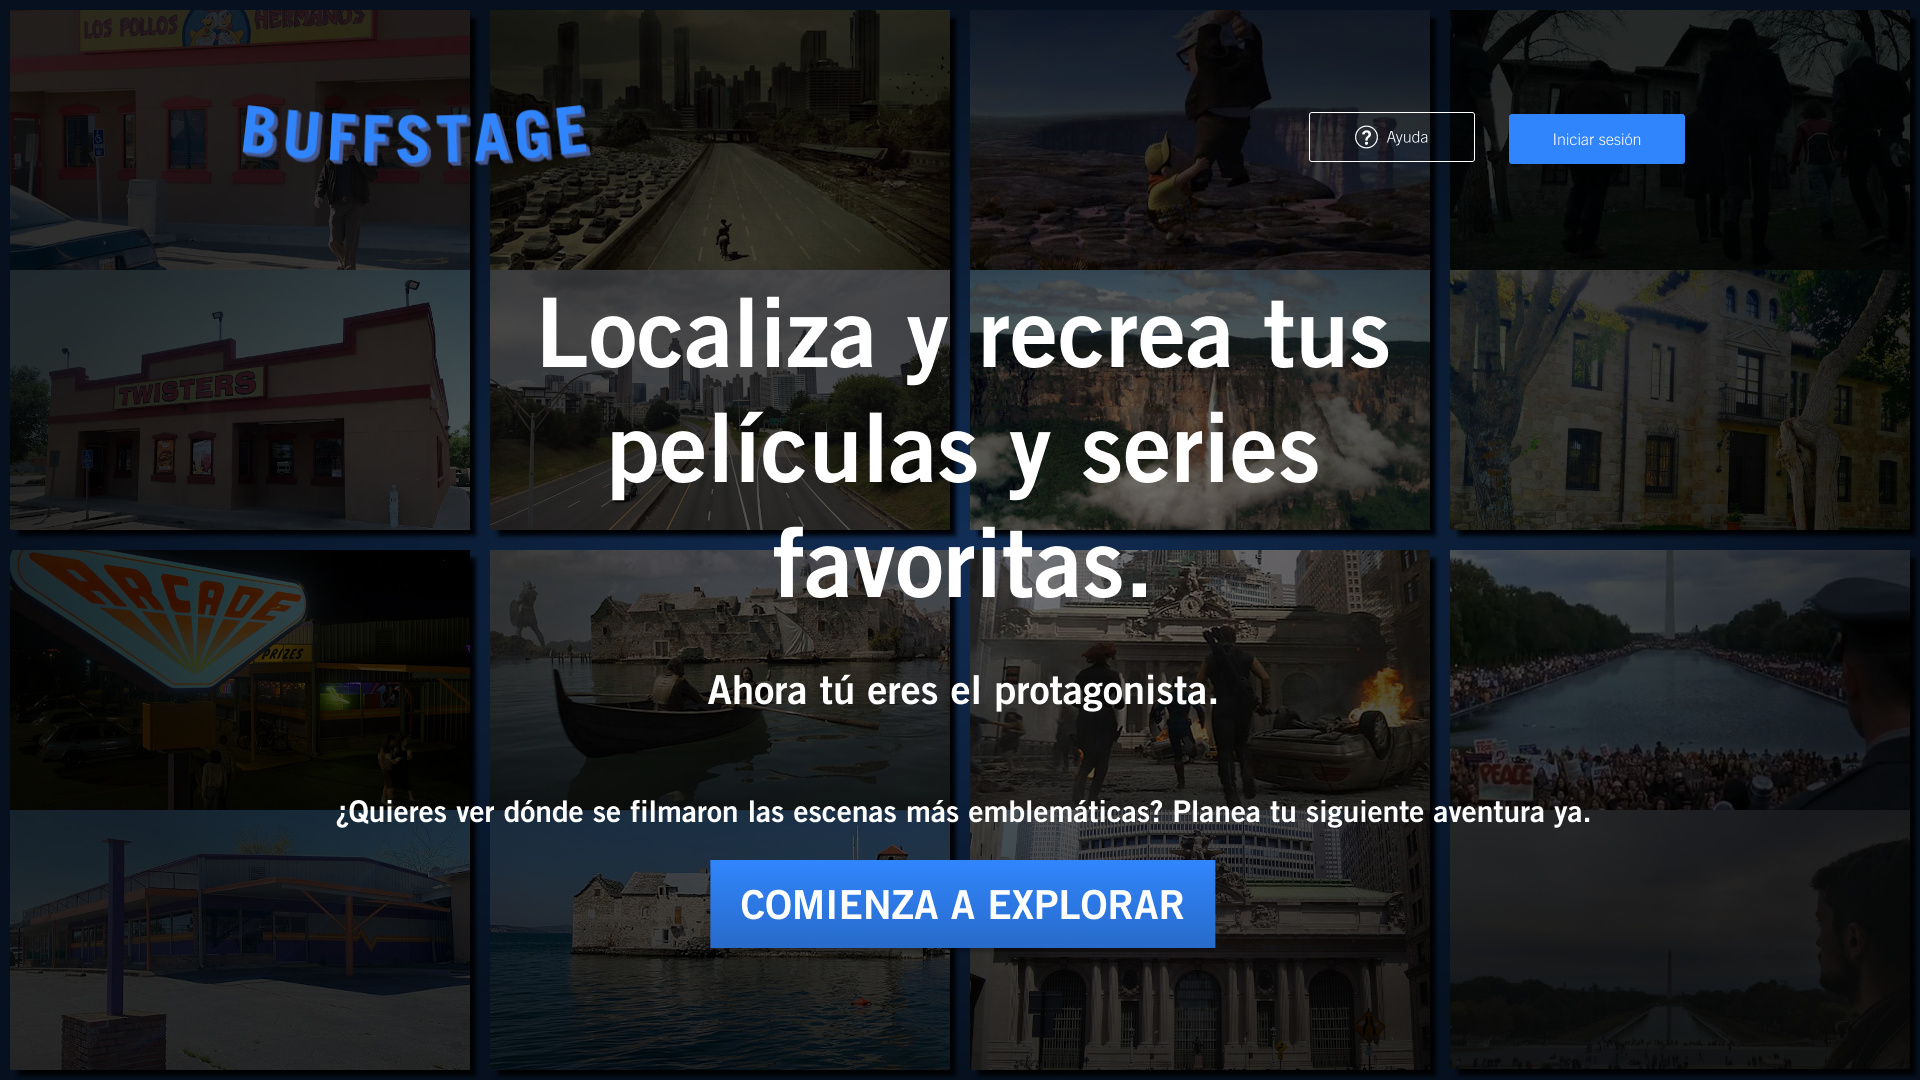 LOS POLLOS HERMANOS
BUFFSTAGE
Ayuda
Iniciar sesión
Localiza y recrea tus
películas y series
favoritas.
TWISTERS
ARCADE
PRIZES
Ahora tú eres el protagonista.
PEACE
¿Quieres ver dónde se filmaron las escenas más emblemáticas? Planea tu siguiente aventura ya.
COMIENZA A EXPLORAR